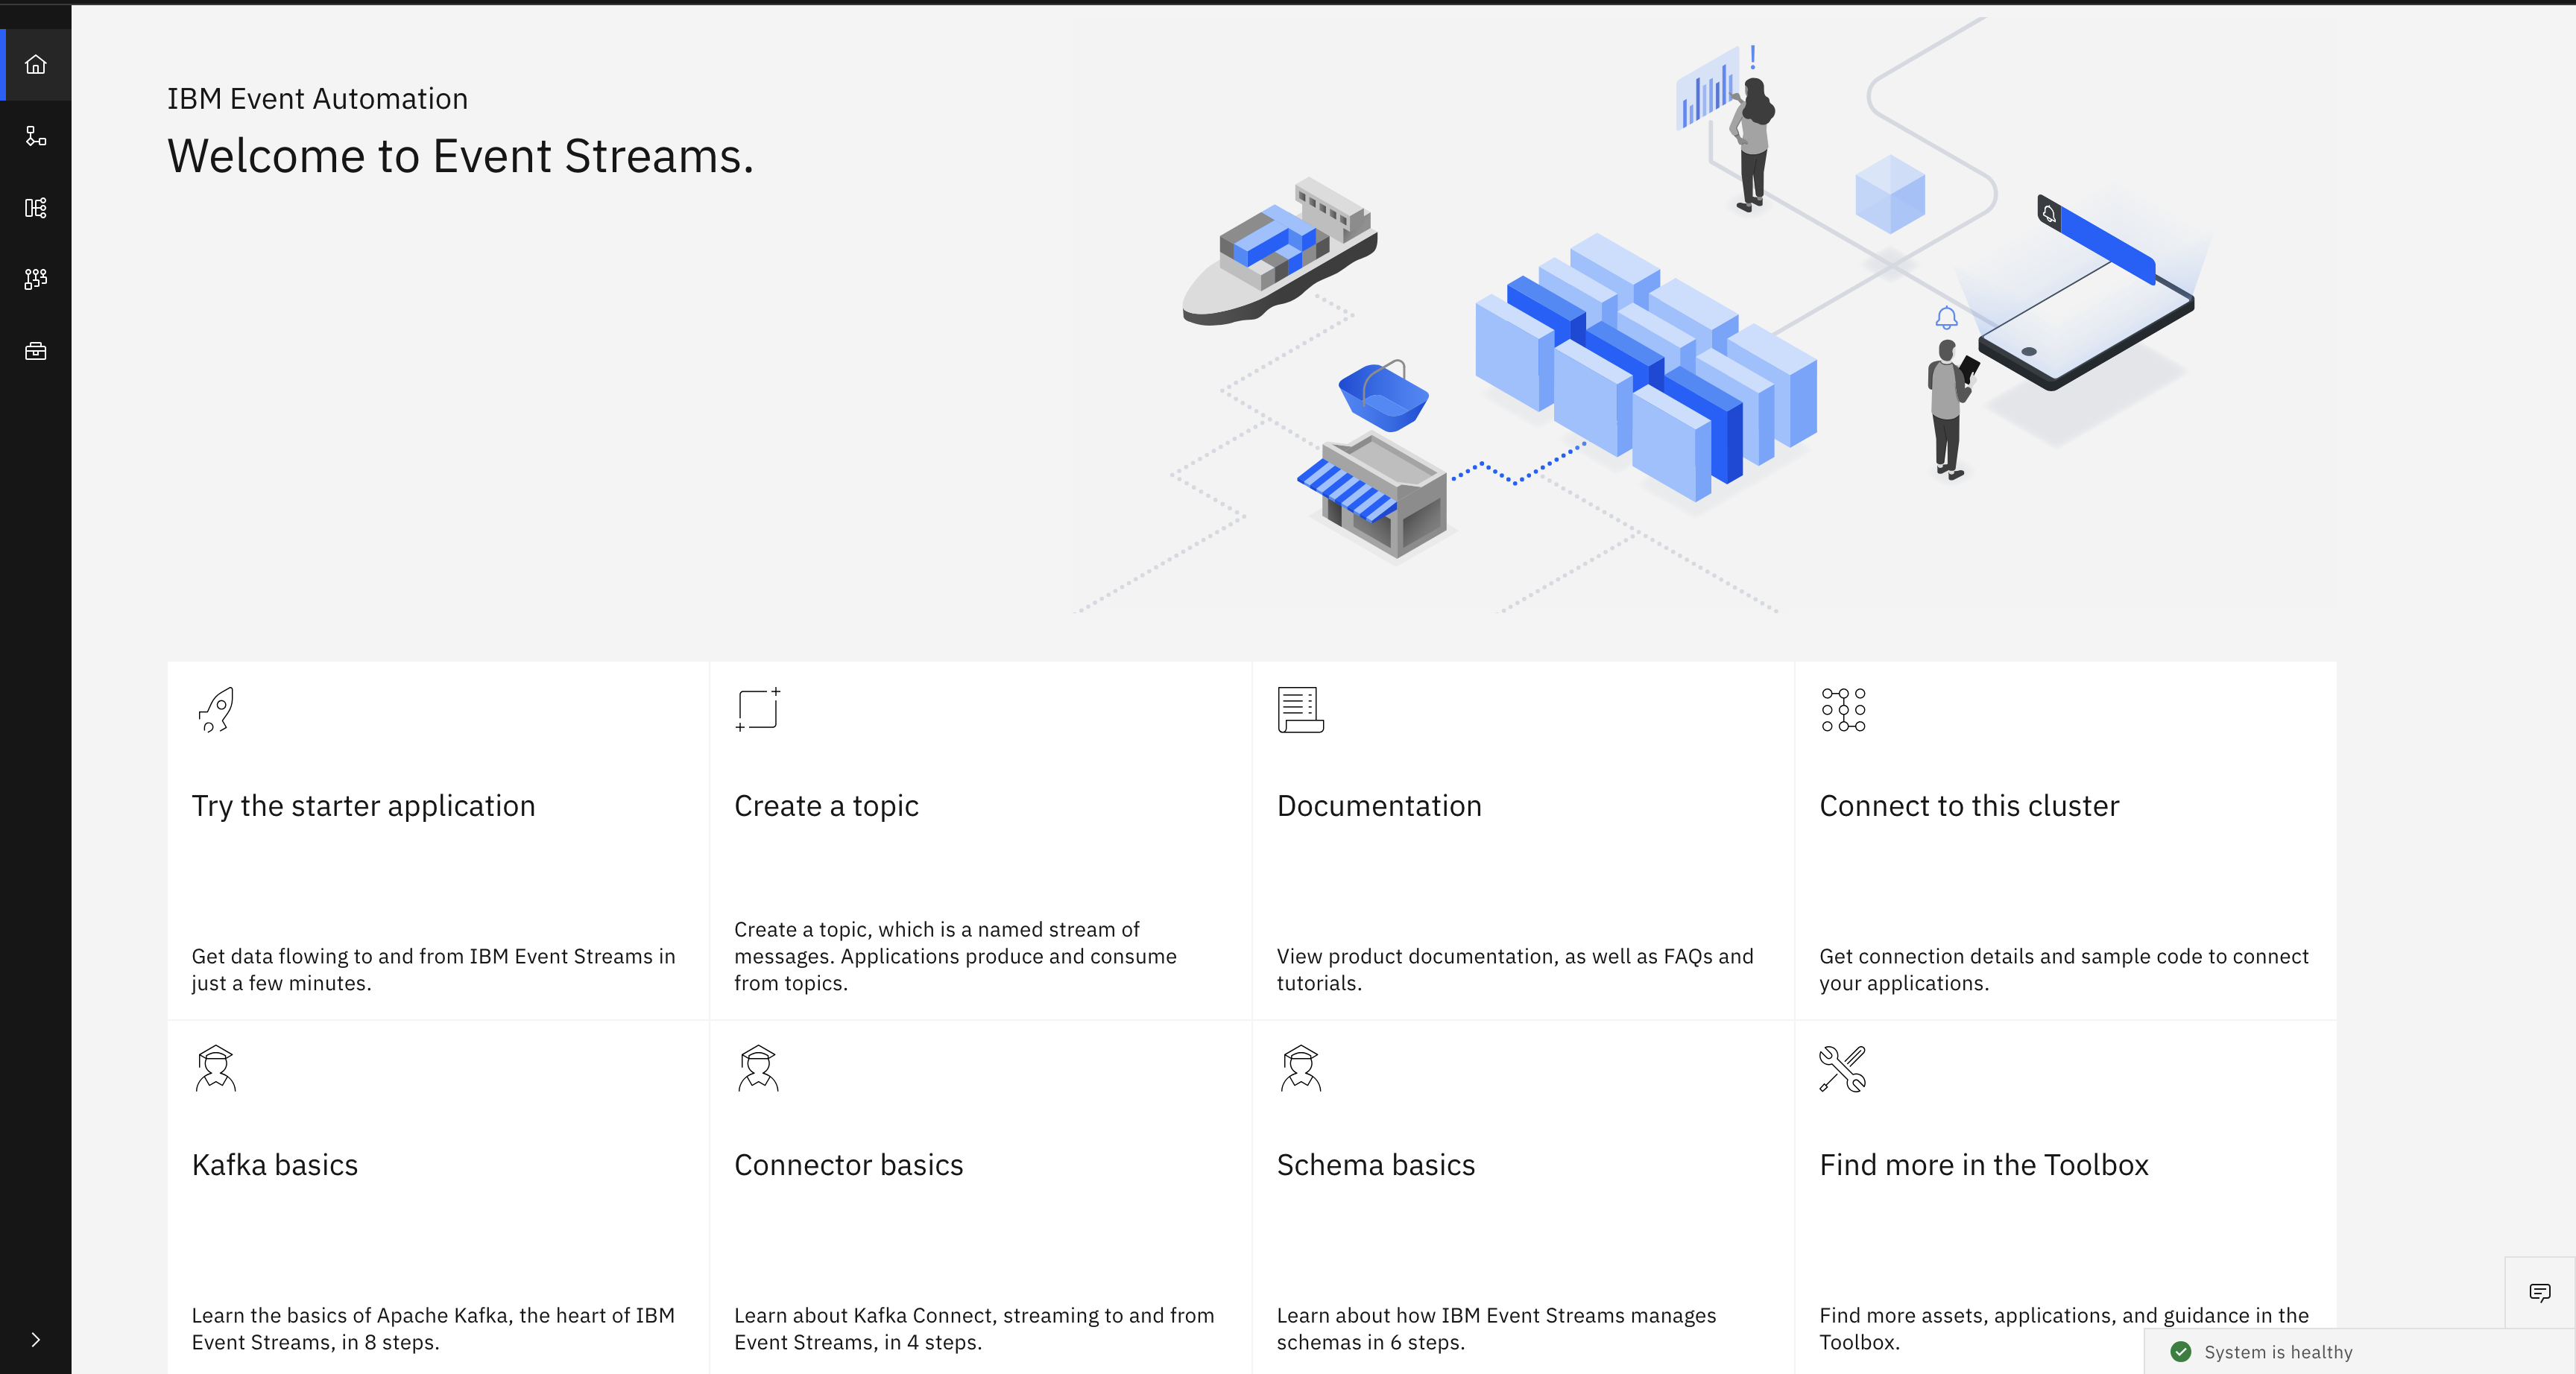 IBM Event Automation
Welcome to Event Streams.
Try the starter application
Get data flowing to and from IBM Event Streams in
just a few minutes.
Create a topic
Create a topic, which is a named stream of
messages. Applications produce and consume
from topics.
Documentation
View product documentation, as well as FAQs and
tutorials.
Connect to this cluster
Get connection details and sample code to connect
your applications.
Kafka basics
Learn the basics of Apache Kafka, the heart of IBM
Event Streams, in 8 steps.
Connector basics
Learn about Kafka Connect, streaming to and from
Event Streams, in 4 steps.
Schema basics
Learn about how IBM Event Streams manages
schemas in 6 steps.
Find more in the Toolbox
Find more assets, applications, and guidance in the
Toolbox.
System is healthy